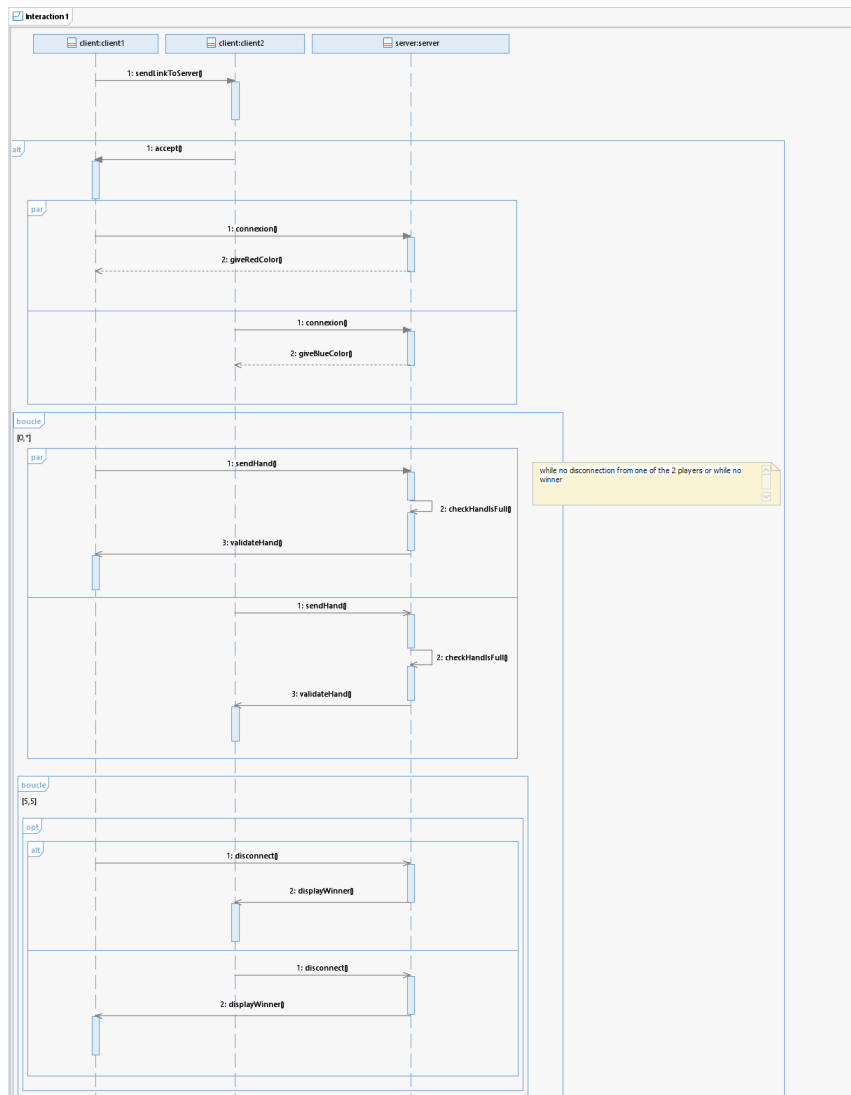 Interaction1
client:client1
client:client2
server:server
1: sendLinkToServer()
alt
1: accept()
par
1: connexion()
2: giveRedColor()
1: connexion()
2: giveBlueColor()
boucle
[0,*]
par
1: sendHand()
while no disconnection from one of the 2 players or while no
winner
2: checkHandIsFull()
3: validateHand()
1: sendHand()
2: checkHandIsFull()
3: validateHand()
boucle
[5,5]
opt
alt
1: disconnect()
2: displayWinner()
1: disconnect()
2: displayWinner()